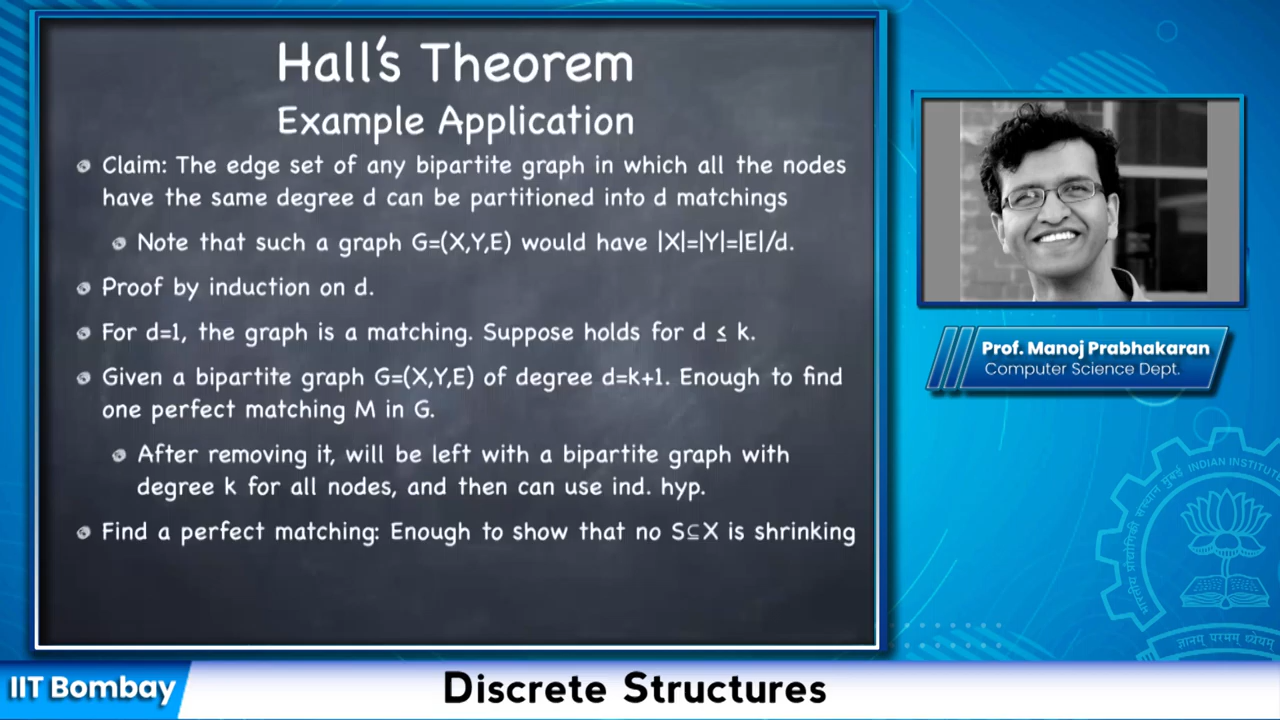 Hall's Theorem
Example Application
Claim: The edge set of any bipartite graph in which all the nodes
have the same degree d can be partitioned into d matchings
Note that such a graph G=(X,Y,E) would have |X|=|Y|=|E|/d.
Proof by induction on d.
For d=1, the graph is a matching. Suppose holds for d ≤ k.
Given a bipartite graph G=(X,Y,E) of degree d=k+1. Enough to find
one perfect matching M in G.
After removing it, will be left with a bipartite graph with
degree k for all nodes, and then can use ind. hyp.
Find a perfect matching: Enough to show that no S⊆X is shrinking
Prof. Manoj Prabhakaran
Computer Science Dept.
INDIAN INSTITUTE
ज्ञानम् परमम् ध्येयम्
IIT Bombay
Discrete Structures